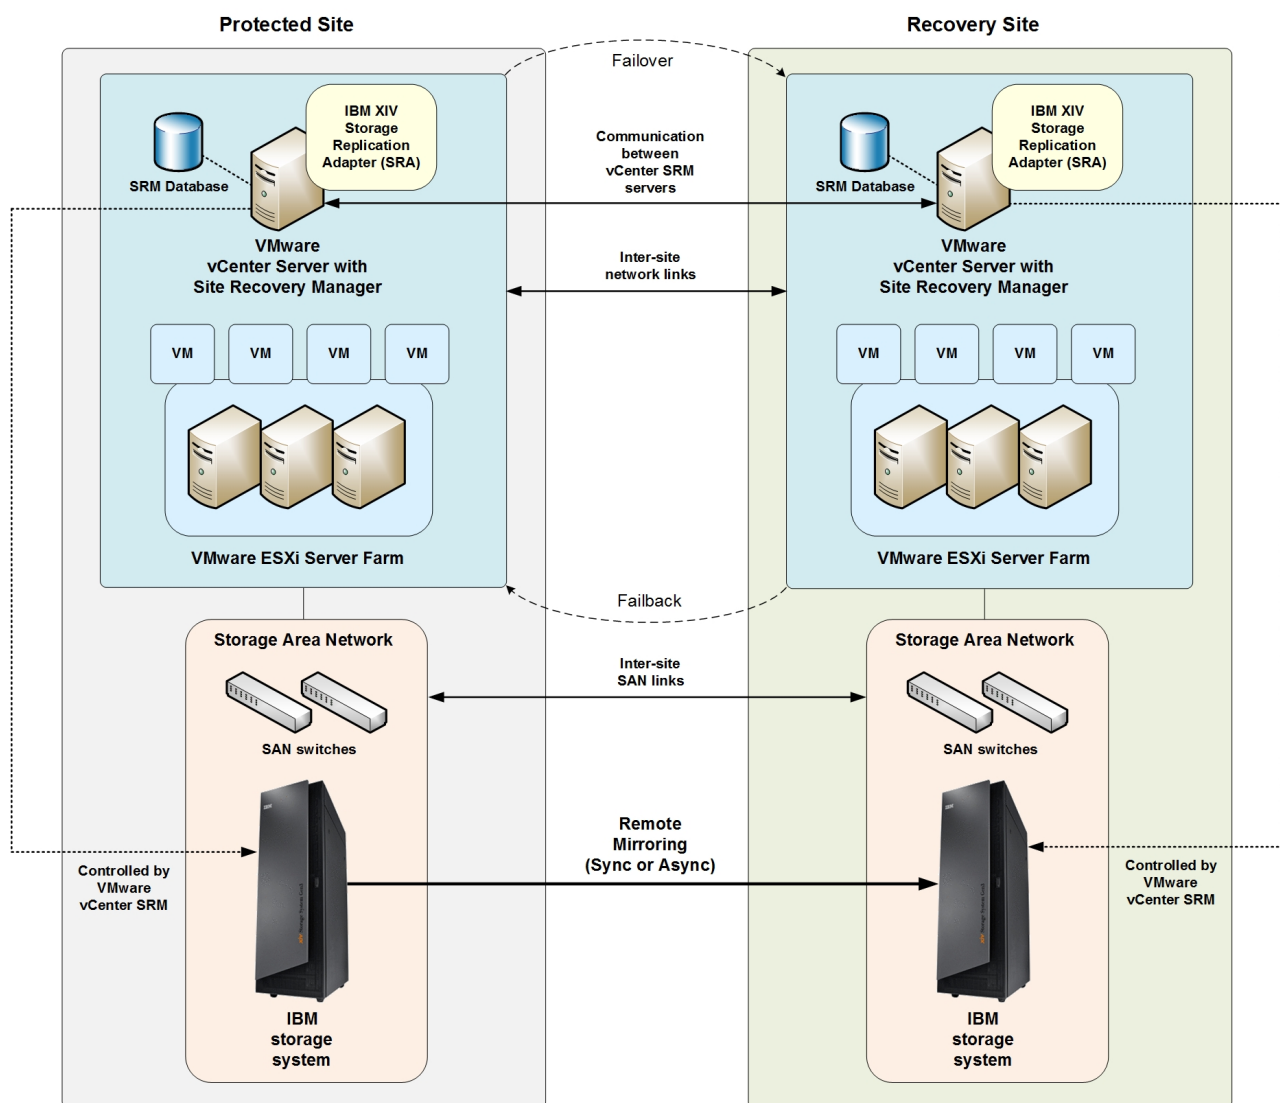 Protected Site
Recovery Site
Failover
IBM XIV
Storage
Replication
Adapter (SRA)
SRM Database
Communication
between
vCenter SRM
servers
IBM XIV
Storage
Replication
Adapter (SRA)
SRM Database
VMware
vCenter Server with
Site Recovery Manager
Inter-site
network links
VMware
vCenter Server with
Site Recovery Manager
VM
VM
VM
VM
VM
VM
VM
VM
VMware ESXi Server Farm
VMware ESXi Server Farm
Failback
Storage Area Network
Storage Area Network
Inter-site
SAN links
SAN switches
SAN switches
Remote
Mirroring
(Sync or Async)
Controlled by
VMware
vCenter SRM
Controlled by
VMware
vCenter SRM
IBM
storage
system
IBM
storage
system